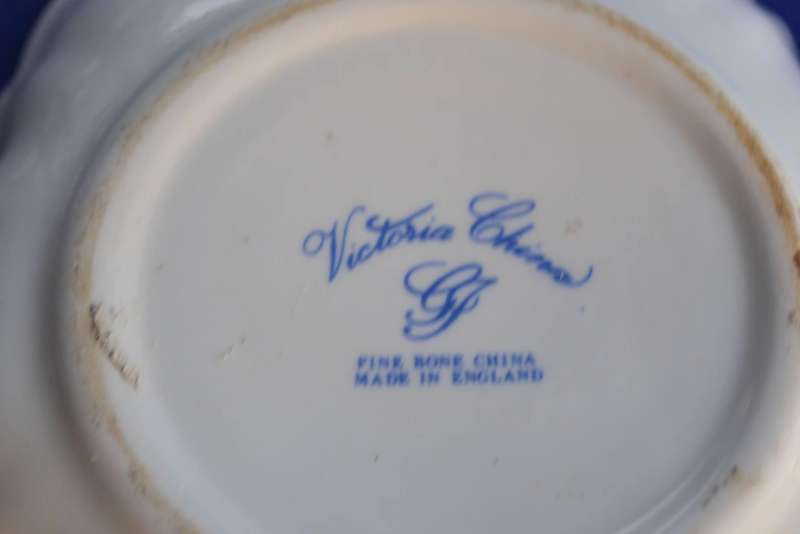 Victoria China
GJ
FINE BONE CHINA
MADE IN ENGLAND